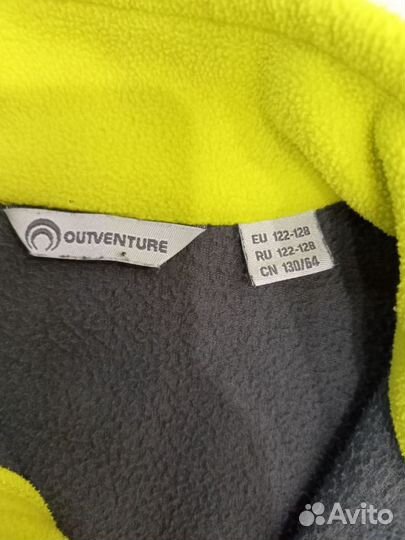 OUTVENTURE
EU 122-128
RU 122-128
CN 130/64
Avito